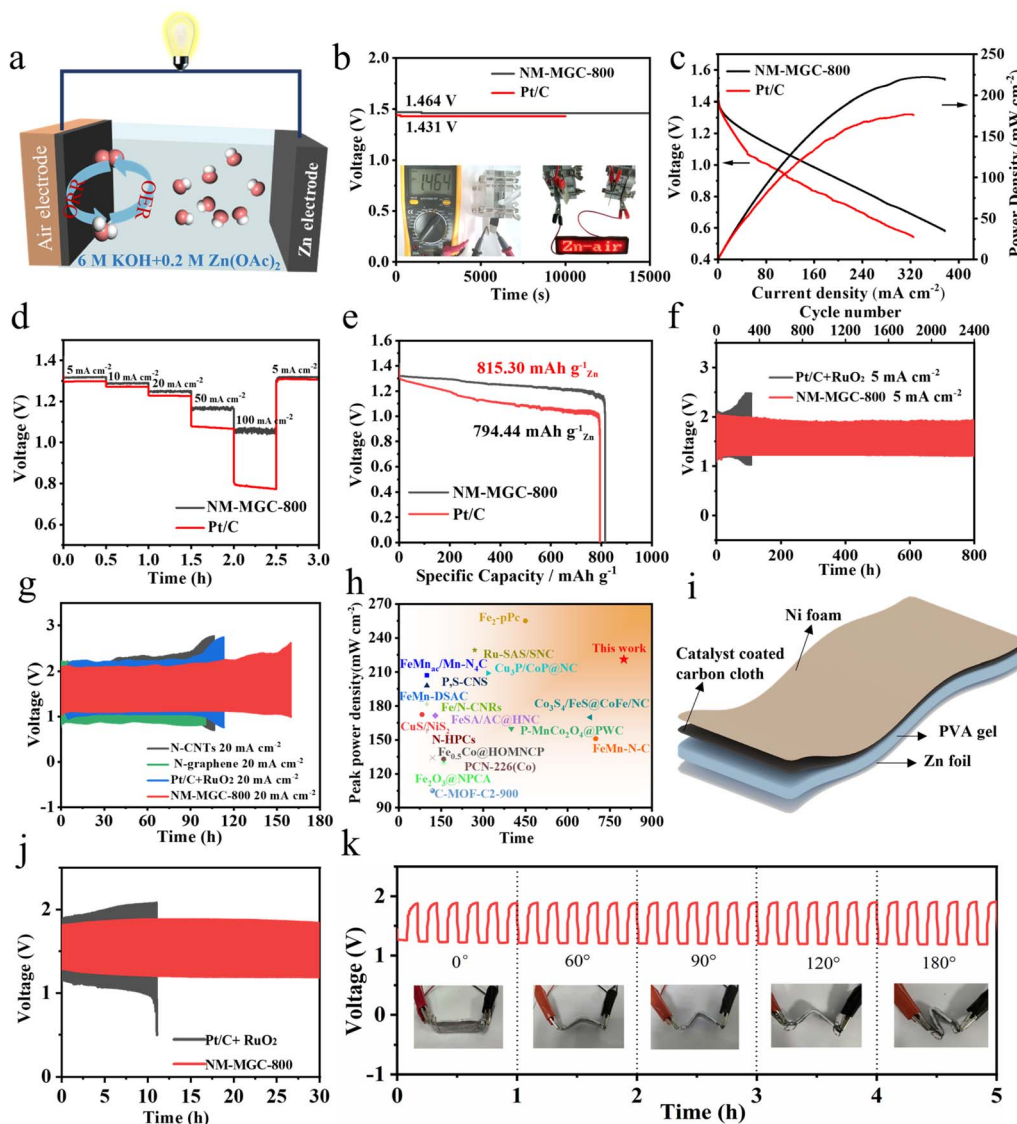 a
Air electrode
ORR
OER
Zn electrode
6 M KOH+0.2 M Zn(OAc)2
b
NM-MGC-800
Pt/C
1.464 V
1.431 V
1464
Zn-air
Voltage (V)
2.0
1.5
1.0
0.5
0.0
0 5000 10000 15000
Time (s)
c
NM-MGC-800
Pt/C
Voltage (V)
1.6
1.4
1.2
1.0
0.8
0.6
0.4
250
200
150
100
50
0
Power Density (mW cm-2)
0 80 160 240 320 400
Current density (mA cm-2)
d
5 mA cm-2
10 mA cm-2
20 mA cm-2
50 mA cm-2
100 mA cm-2
5 mA cm-2
NM-MGC-800
Pt/C
Voltage (V)
1.4
1.2
1.0
0.8
0.6
0.0 0.5 1.0 1.5 2.0 2.5 3.0
Time (h)
e
815.30 mAh g-1Zn
794.44 mAh g-1Zn
NM-MGC-800
Pt/C
Voltage (V)
1.6
1.4
1.2
1.0
0.8
0.6
0.4
0.2
0.0
0 200 400 600 800 1000
Specific Capacity / mAh g-1
f
Cycle number
0 400 800 1200 1600 2000 2400
Pt/C+RuO2 5 mA cm-2
NM-MGC-800 5 mA cm-2
Voltage (V)
3
2
1
0
0 200 400 600 800
Time (h)
g
N-CNTs 20 mA cm-2
N-graphene 20 mA cm-2
Pt/C+RuO2 20 mA cm-2
NM-MGC-800 20 mA cm-2
Voltage (V)
3
2
1
0
-1
0 30 60 90 120 150 180
Time (h)
h
Peak power density(mW cm-2)
270
250
230
210
190
170
150
130
110
90
Fe2-pPc
Ru-SAS/SNC
This work
FeMnac/Mn-N4C
Cu3P/CoP@NC
P,S-CNS
FeMn-DSAC
Fe/N-CNRs
Co3S4/FeS@CoFe/NC
FeSA/AC@HNC
CuS/NiS2
P-MnCo2O4@PWC
N-HPCs
FeMn-N-C
Fe0.5Co@HOMNCP
PCN-226(Co)
Fe2O3@NPCA
C-MOF-C2-900
0 150 300 450 600 750 900
Time
i
Ni foam
Catalyst coated
carbon cloth
PVA gel
Zn foil
j
Pt/C+ RuO2
NM-MGC-800
Voltage (V)
3
2
1
0
0 5 10 15 20 25 30
Time (h)
k
Voltage (V)
2
1
0
-1
0° 60° 90° 120° 180°
0 1 2 3 4 5
Time (h)